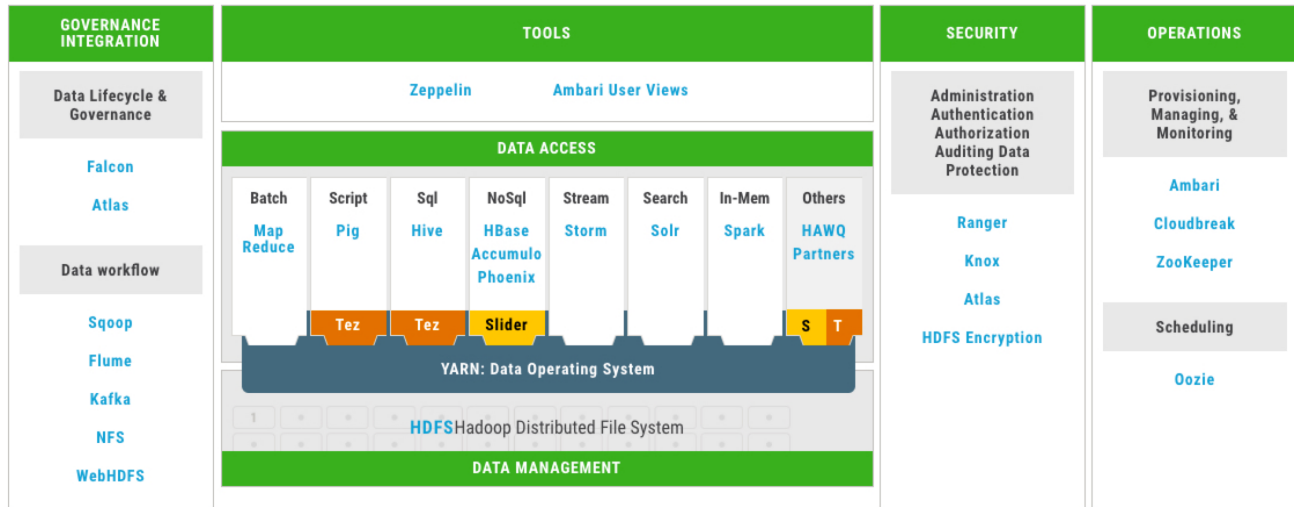 GOVERNANCE
INTEGRATION
Data Lifecycle &
Governance
Falcon
Atlas
Data workflow
Sqoop
Flume
Kafka
NFS
WebHDFS
TOOLS
Zeppelin
Ambari User Views
DATA ACCESS
Batch
Map
Reduce
Script
Pig
Tez
Sql
Hive
Tez
NoSql
HBase
Accumulo
Phoenix
Slider
Stream
Storm
Search
Solr
In-Mem
Spark
Others
HAWQ
Partners
S T
YARN: Data Operating System
1
HDFSHadoop Distributed File System
DATA MANAGEMENT
SECURITY
Administration
Authentication
Authorization
Auditing Data
Protection
Ranger
Knox
Atlas
HDFS Encryption
OPERATIONS
Provisioning,
Managing, &
Monitoring
Ambari
Cloudbreak
ZooKeeper
Scheduling
Oozie